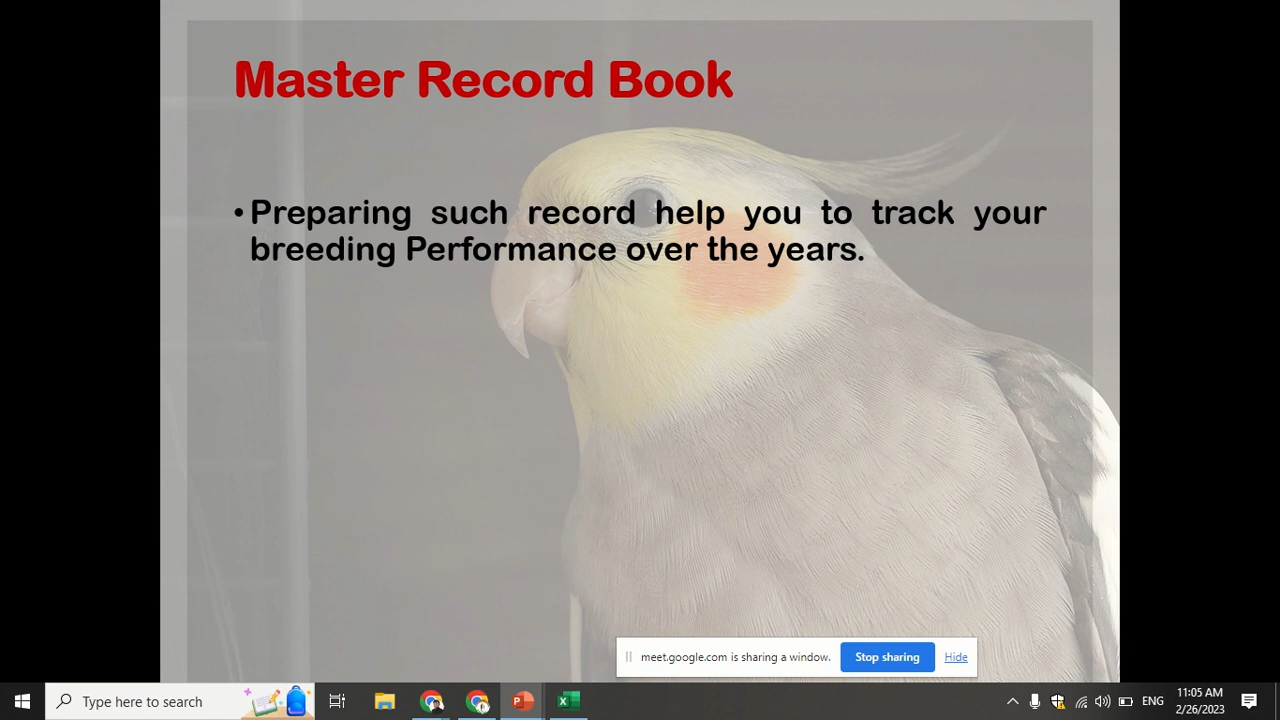 Master Record Book
• Preparing such record help you to track your
breeding Performance over the years.
meet.google.com is sharing a window.
Stop sharing
Hide
Type here to search
ENG
11:05 AM
2/26/2023